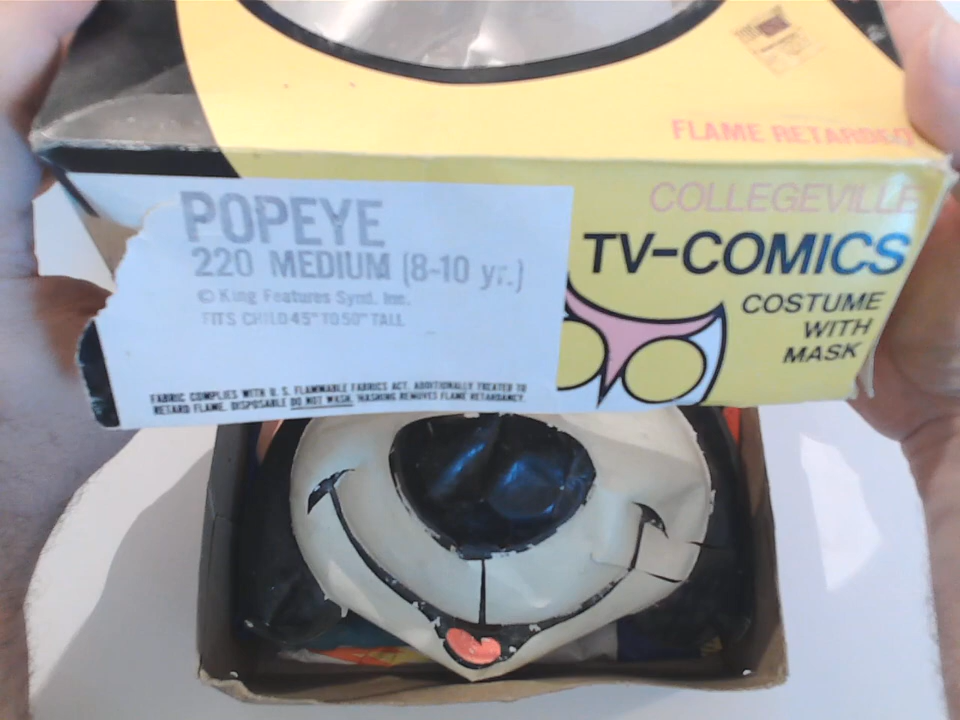 FLAME RETARDED
COLLEGEVILLE
TV-COMICS
COSTUME
WITH
MASK
POPEYE
220 MEDIUM (8-10 yr.)
© King Features Synd. Inc.
FITS CHILD 45" TO 50" TALL
FABRIC COMPLIES WITH U. S. FLAMMABLE FABRICS ACT. ADDITIONALLY TREATED TO
RETARD FLAME. DISPOSABLE DO NOT WASH. WASHING REMOVES FLAME RETARDANCY.